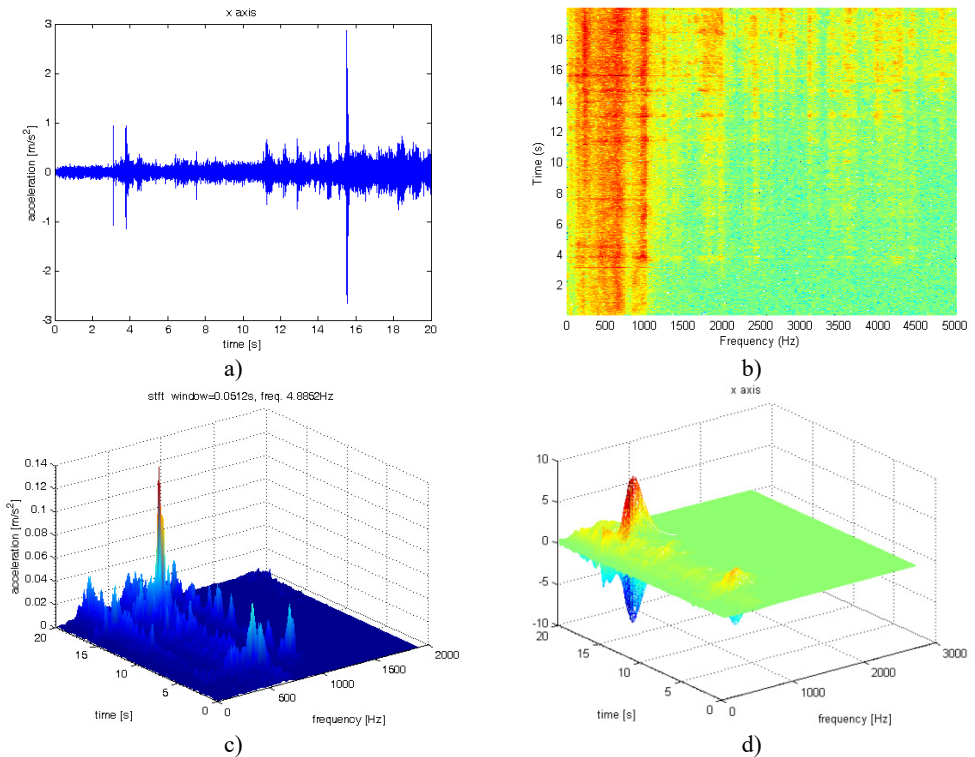 x axis
3
2
1
0
-1
-2
-3
acceleration [m/s²]
0 2 4 6 8 10 12 14 16 18 20
time [s]
a)
18
16
14
12
10
8
6
4
2
Time (s)
0 500 1000 1500 2000 2500 3000 3500 4000 4500 5000
Frequency (Hz)
b)
stft window=0.0512s, freq. 4.8852Hz
0.14
0.12
0.1
0.08
0.06
0.04
0.02
0
acceleration [m/s²]
20
15
10
5
0
time [s]
0
500
1000
1500
2000
frequency [Hz]
c)
x axis
10
5
0
-5
-10
20
15
10
5
0
time [s]
0
1000
2000
3000
frequency [Hz]
d)